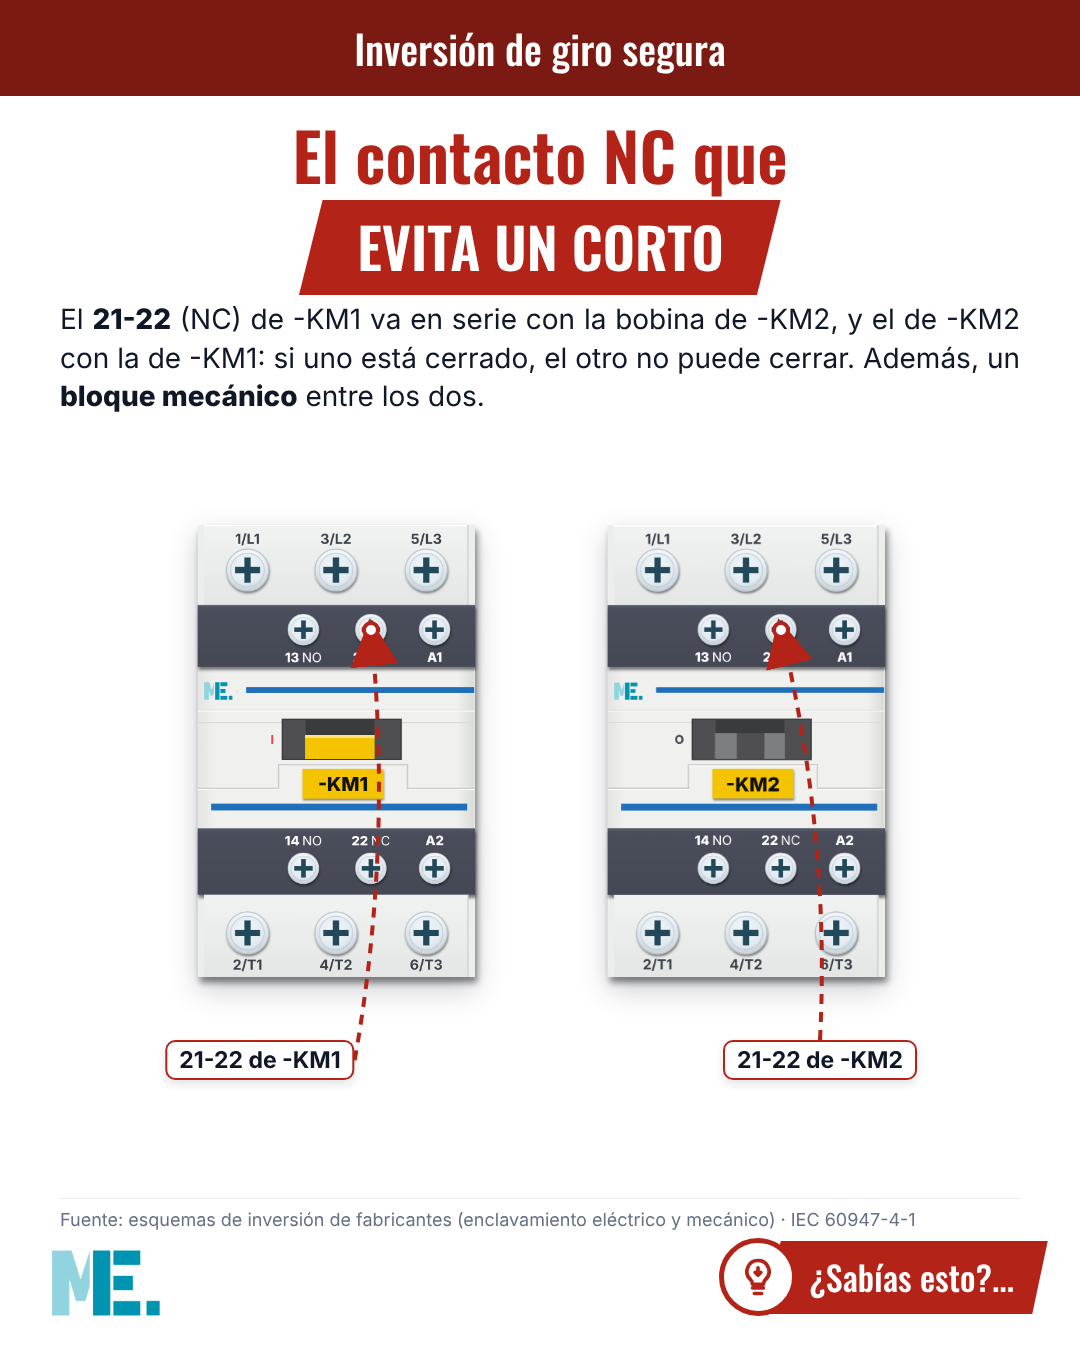 Inversión de giro segura
El contacto NC que
EVITA UN CORTO
El 21-22 (NC) de -KM1 va en serie con la bobina de -KM2, y el de -KM2
con la de -KM1: si uno está cerrado, el otro no puede cerrar. Además, un
bloque mecánico entre los dos.
1/L1 3/L2 5/L3
13 NO A1
ME.
I
-KM1
14 NO 22 NC A2
2/T1 4/T2 6/T3
1/L1 3/L2 5/L3
13 NO A1
ME.
O
-KM2
14 NO 22 NC A2
2/T1 4/T2 6/T3
21-22 de -KM1
21-22 de -KM2
Fuente: esquemas de inversión de fabricantes (enclavamiento eléctrico y mecánico) · IEC 60947-4-1
ME.
¿Sabías esto?...